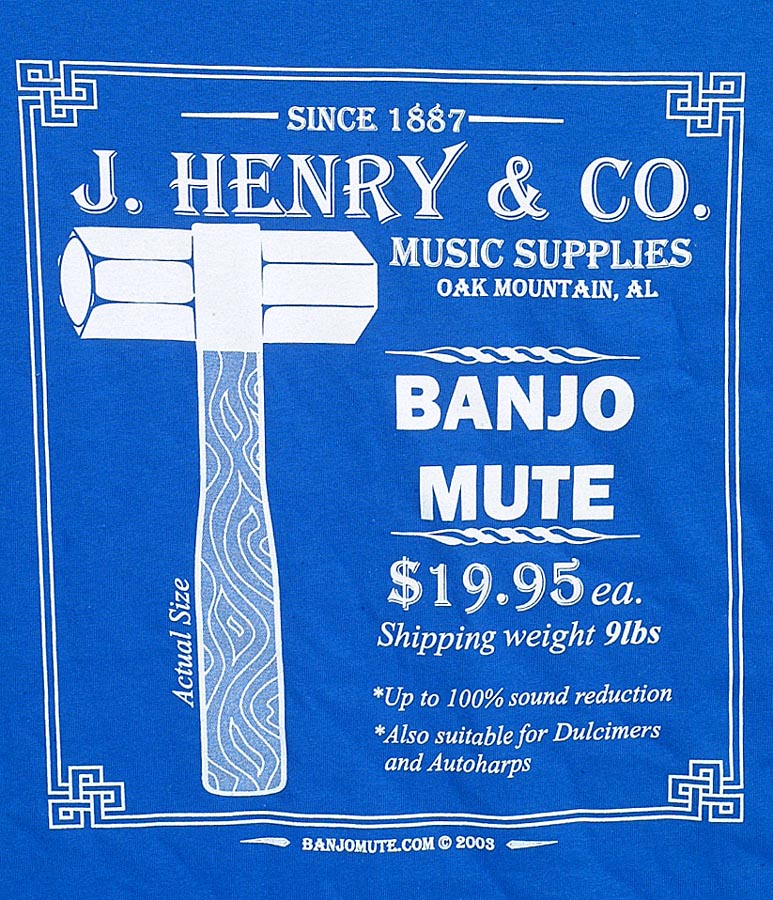 SINCE 1887
J. HENRY & CO.
MUSIC SUPPLIES
OAK MOUNTAIN, AL
BANJO
MUTE
$19.95 ea.
Shipping weight 9lbs
Actual Size
*Up to 100% sound reduction
*Also suitable for Dulcimers
and Autoharps
BANJOMUTE.COM © 2003